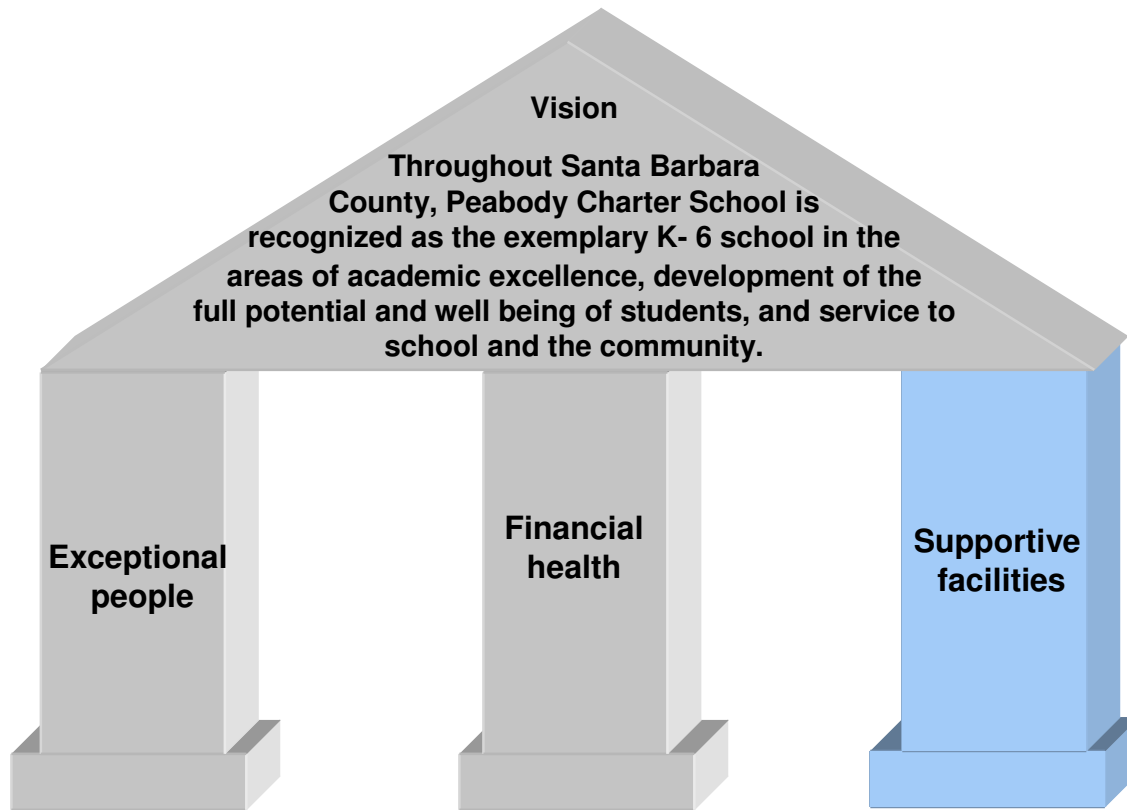 Vision
Throughout Santa Barbara
County, Peabody Charter School is
recognized as the exemplary K- 6 school in the
areas of academic excellence, development of the
full potential and well being of students, and service to
school and the community.
Exceptional
people
Financial
health
Supportive
facilities